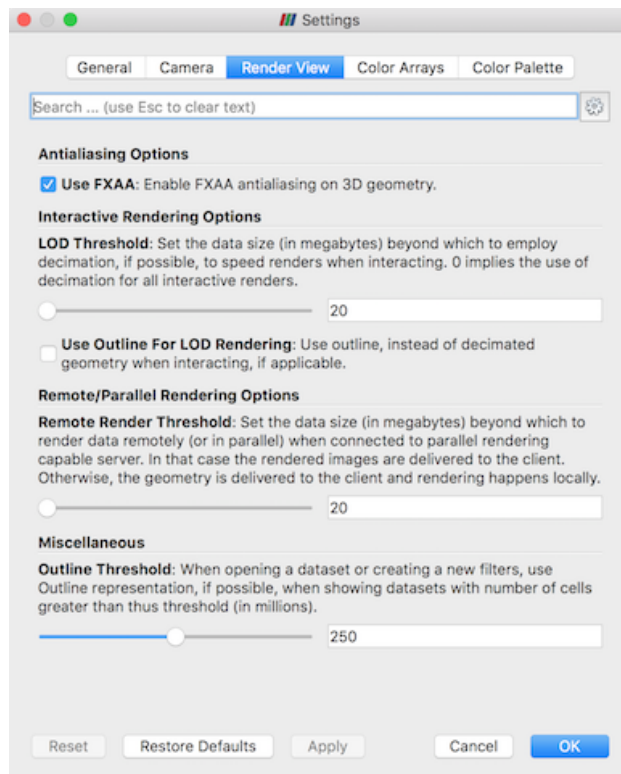 Settings
General Camera Render View Color Arrays Color Palette
Search ... (use Esc to clear text)
Antialiasing Options
Use FXAA: Enable FXAA antialiasing on 3D geometry.
Interactive Rendering Options
LOD Threshold: Set the data size (in megabytes) beyond which to employ
decimation, if possible, to speed renders when interacting. 0 implies the use of
decimation for all interactive renders.
20
Use Outline For LOD Rendering: Use outline, instead of decimated
geometry when interacting, if applicable.
Remote/Parallel Rendering Options
Remote Render Threshold: Set the data size (in megabytes) beyond which to
render data remotely (or in parallel) when connected to parallel rendering
capable server. In that case the rendered images are delivered to the client.
Otherwise, the geometry is delivered to the client and rendering happens locally.
20
Miscellaneous
Outline Threshold: When opening a dataset or creating a new filters, use
Outline representation, if possible, when showing datasets with number of cells
greater than thus threshold (in millions).
250
Reset Restore Defaults Apply Cancel OK